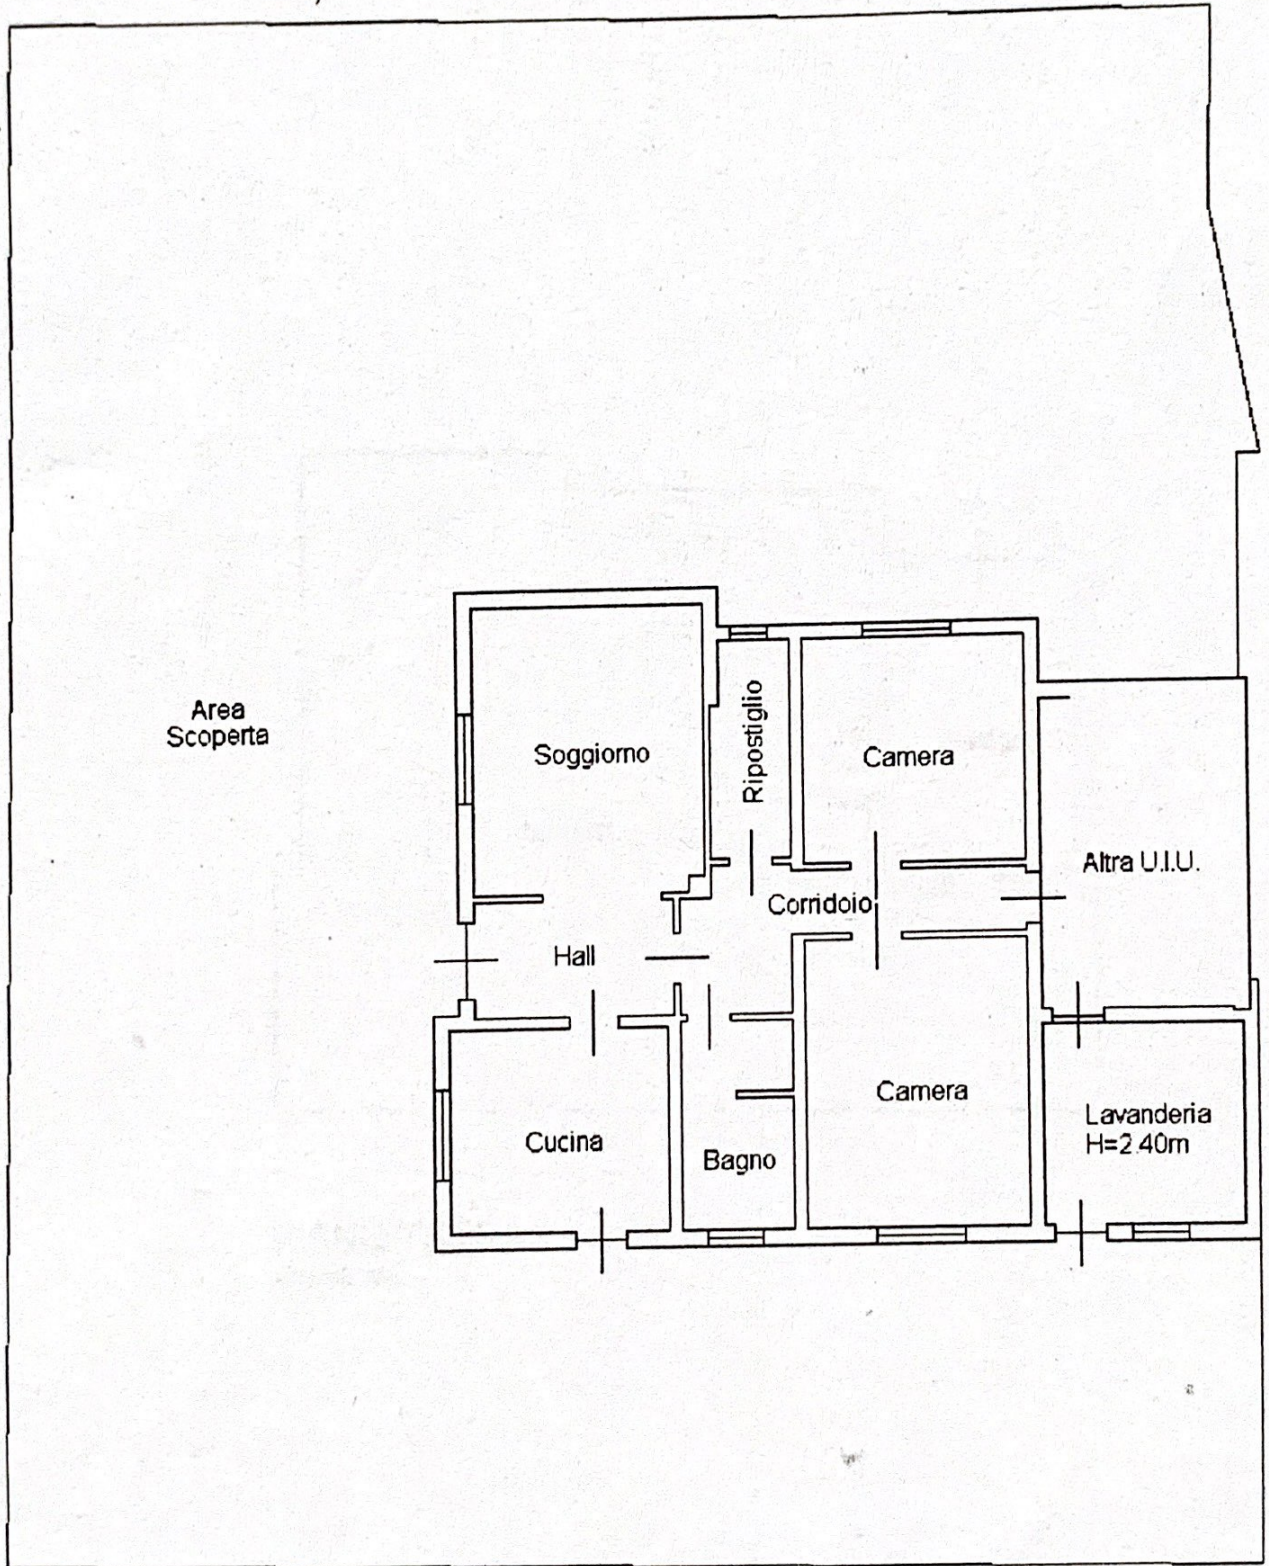 Area
Scoperta
Soggiorno
Ripostiglio
Camera
Altra U.I.U.
Corridoio
Hall
Cucina
Bagno
Camera
Lavanderia
H=2.40m